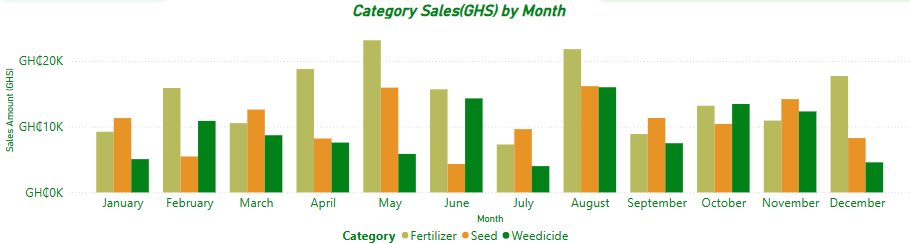 Category Sales(GHS) by Month
GH₵20K
GH₵10K
GH₵0K
Sales Amount (GHS)
January February March April May June July August September October November December
Month
Category Fertilizer Seed Weedicide